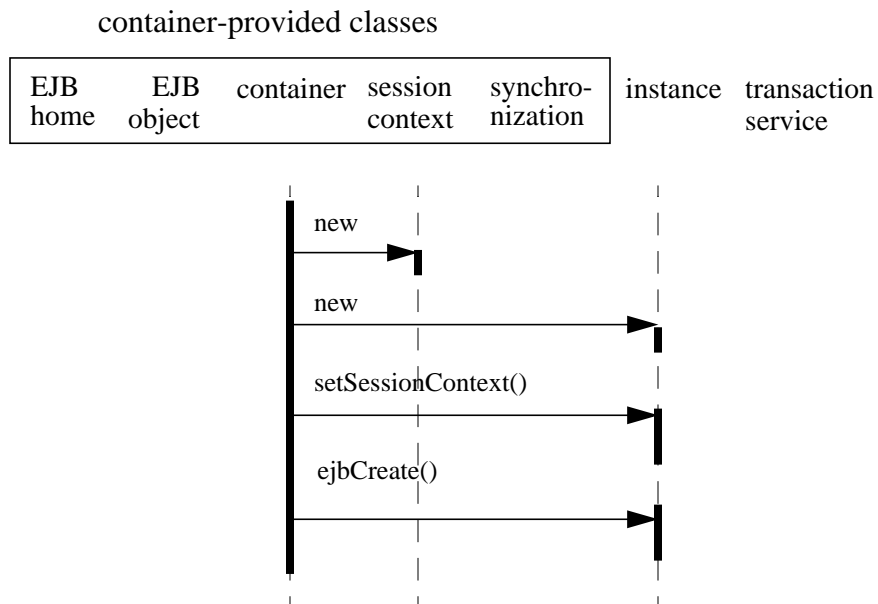 container-provided classes
EJB home
EJB object
container
session context
synchro-
nization
instance
transaction service
new
new
setSessionContext()
ejbCreate()